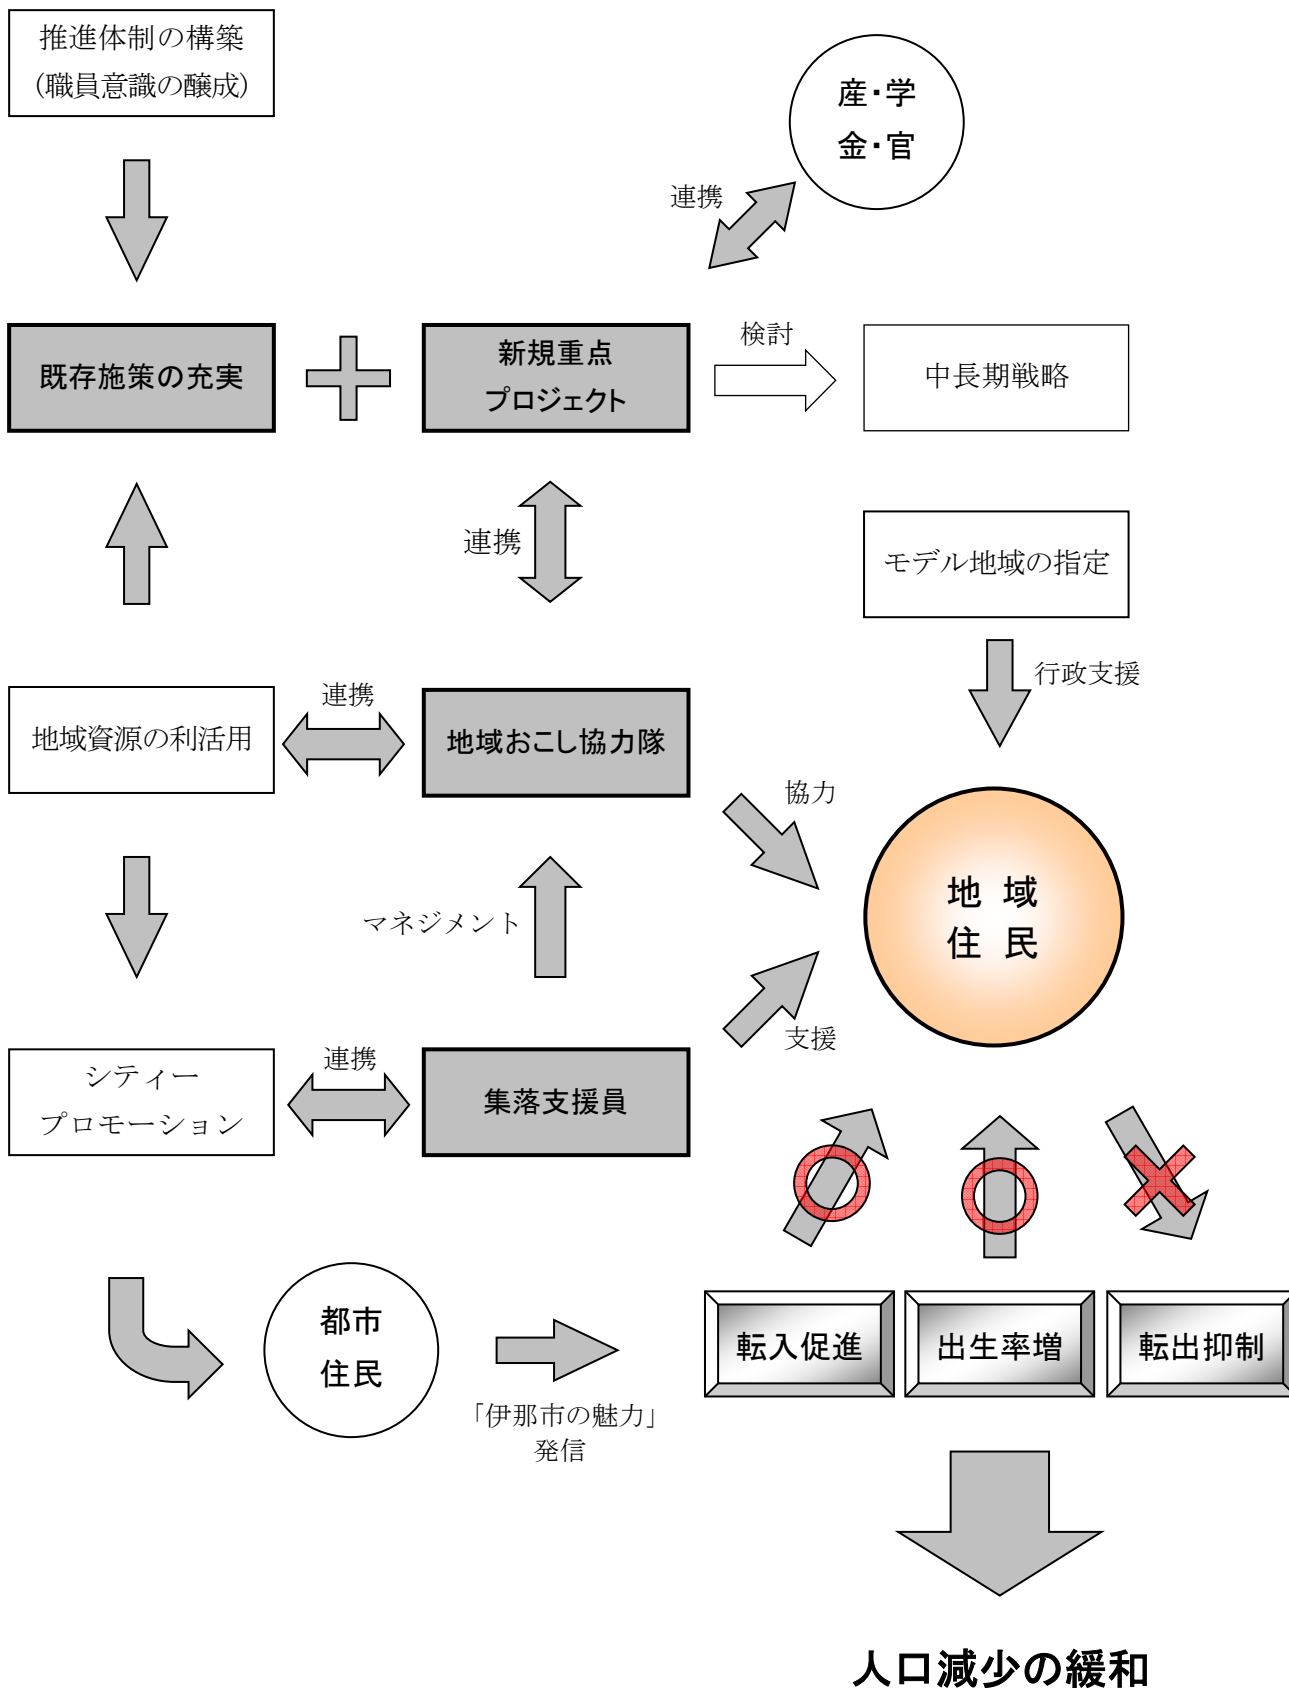 推進体制の構築
(職員意識の醸成)
産・学
金・官
連携
既存施策の充実
新規重点
プロジェクト
検討
中長期戦略
連携
モデル地域の指定
行政支援
地域資源の利活用
連携
地域おこし協力隊
協力
地 域
住 民
マネジメント
支援
シティー
プロモーション
連携
集落支援員
都市
住民
「伊那市の魅力」
発信
転入促進
出生率増
転出抑制
人口減少の緩和